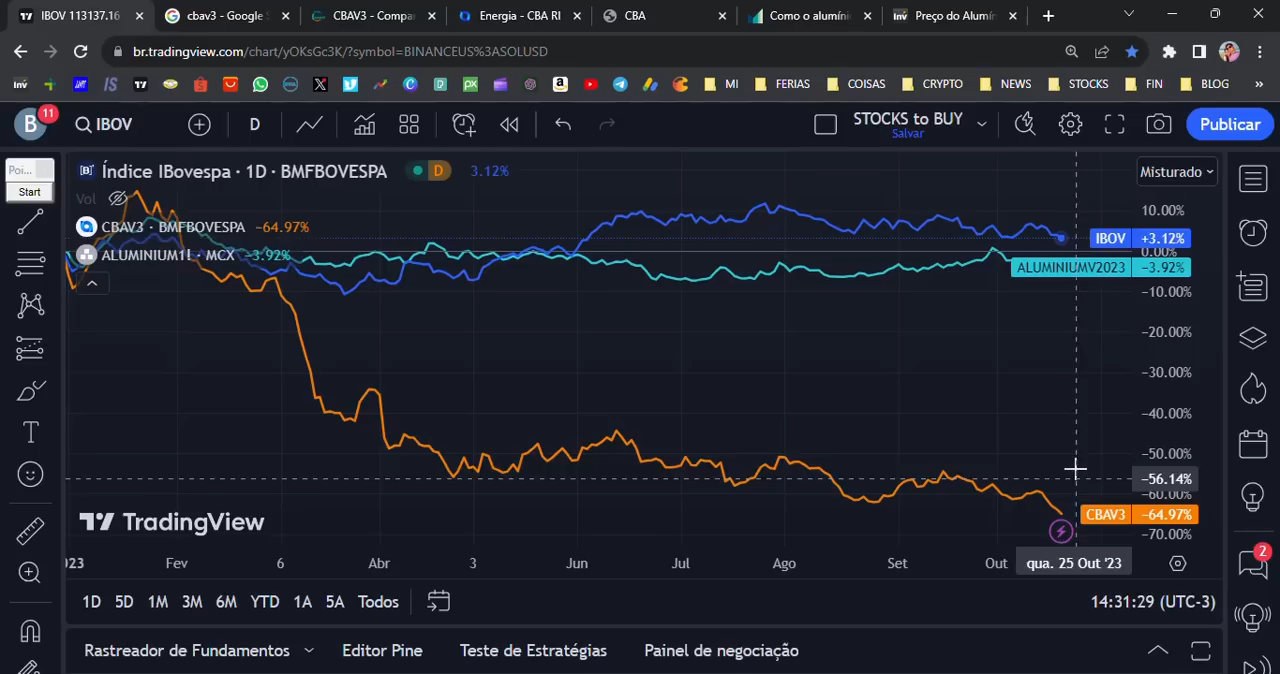 IBOV 113137.16
cbav3 - Google
CBAV3 - Compa
Energia - CBA RI
CBA
Como o alumíni
Preço do Alumín
br.tradingview.com/chart/yOKsGc3K/?symbol=BINANCEUS%3ASOLUSD
MI
FERIAS
COISAS
CRYPTO
NEWS
STOCKS
FIN
BLOG
B
11
IBOV
D
STOCKS to BUY
Salvar
Publicar
Poi...
Start
Índice IBovespa · 1D · BMFBOVESPA
D
3.12%
Misturado
Vol
CBAV3 · BMFBOVESPA −64.97%
ALUMINIUM1! · MCX −3.92%
10.00%
IBOV +3.12%
0.00%
ALUMINIUMV2023 −3.92%
−10.00%
−20.00%
−30.00%
−40.00%
−50.00%
−56.14%
−60.00%
CBAV3 −64.97%
−70.00%
TradingView
2
023 Fev 6 Abr 3 Jun Jul Ago Set Out qua. 25 Out '23
1D 5D 1M 3M 6M YTD 1A 5A Todos
14:31:29 (UTC-3)
Rastreador de Fundamentos
Editor Pine
Teste de Estratégias
Painel de negociação